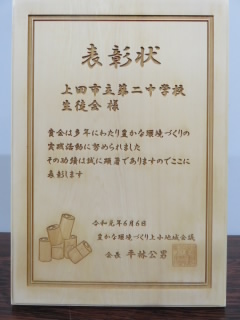 表彰状
上田市立第二中学校
生徒会 様
貴会は多年にわたり豊かな環境づくりの
実践活動に努められました
その功績は誠に顕著でありますのでここに
表彰します
令和元年6月6日
豊かな環境づくり上小地域会議
会長 平林公男